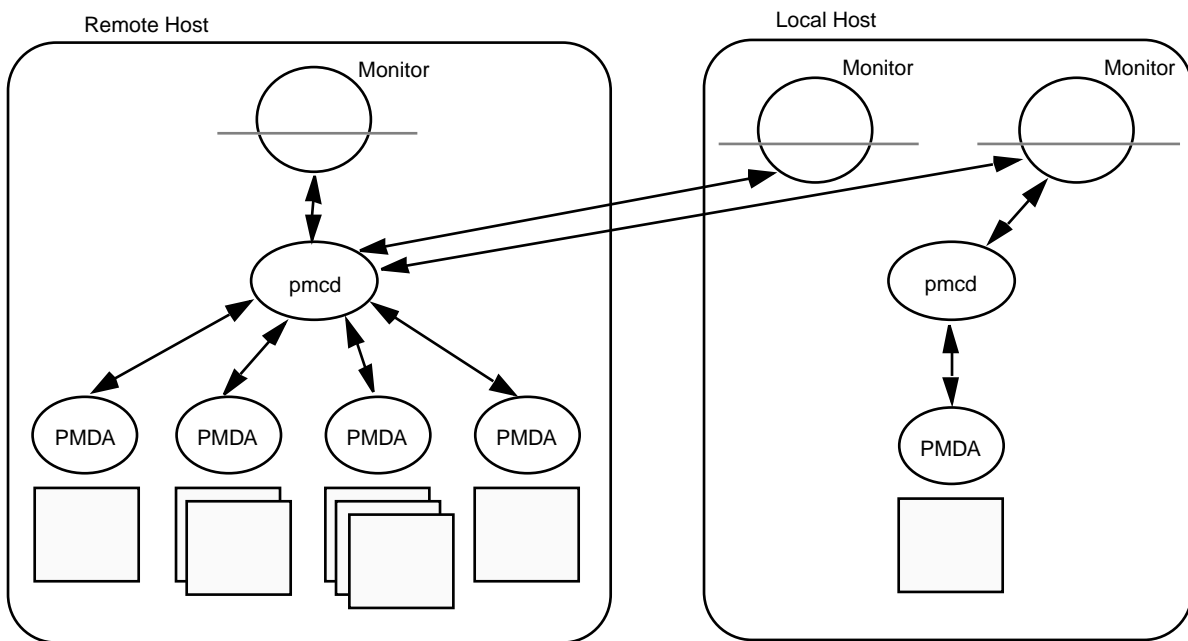 Remote Host
Local Host
Monitor
Monitor
Monitor
pmcd
pmcd
PMDA
PMDA
PMDA
PMDA
PMDA